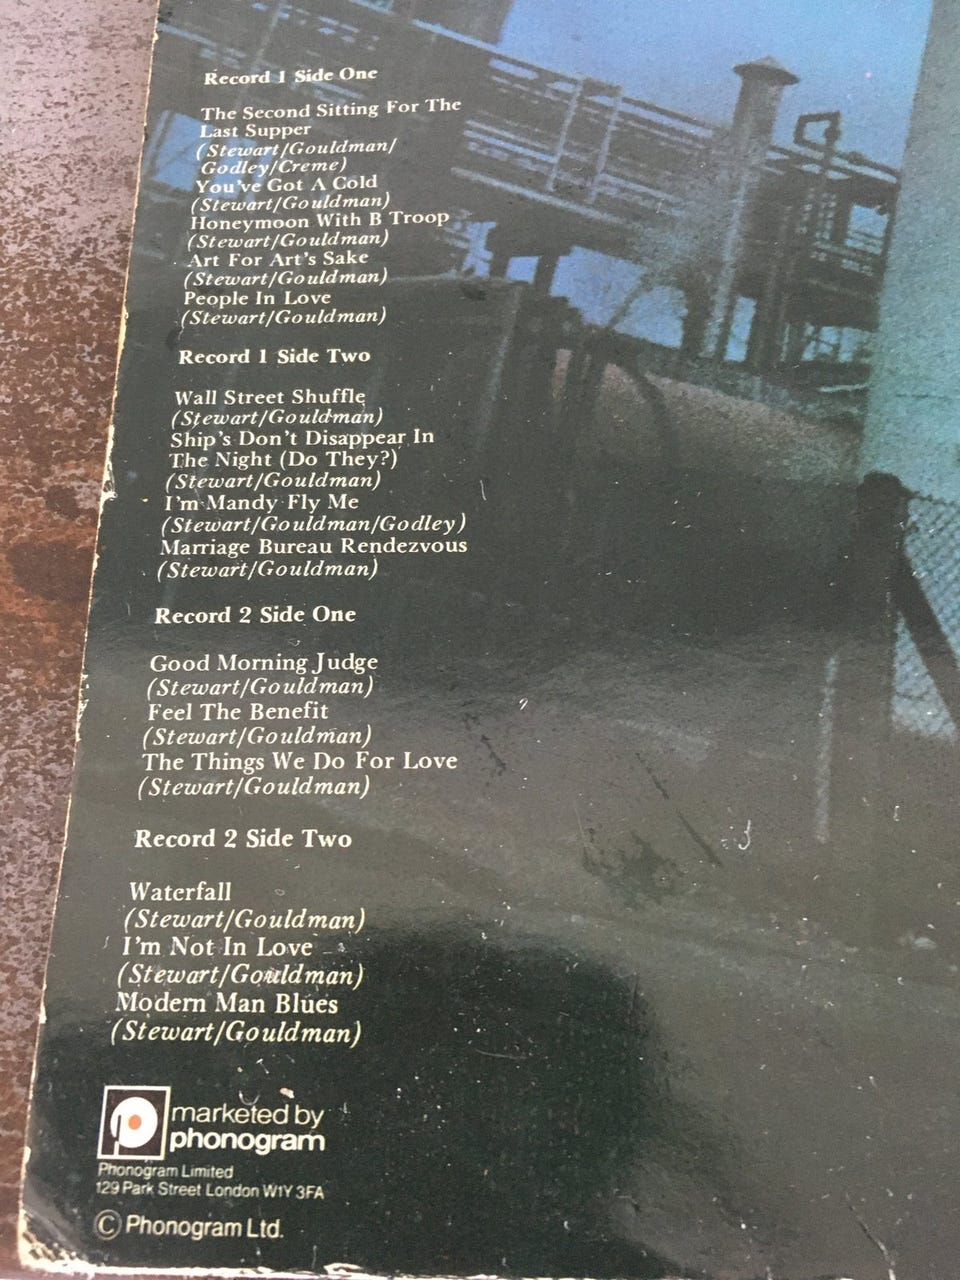 Record 1 Side One
The Second Sitting For The
Last Supper
(Stewart/Gouldman/
Godley/Creme)
You've Got A Cold
(Stewart/Gouldman)
Honeymoon With B Troop
(Stewart/Gouldman)
Art For Art's Sake
(Stewart/Gouldman)
People In Love
(Stewart/Gouldman)
Record 1 Side Two
Wall Street Shuffle
(Stewart/Gouldman)
Ship's Don't Disappear In
The Night (Do They?)
(Stewart/Gouldman)
I'm Mandy Fly Me
(Stewart/Gouldman/Godley)
Marriage Bureau Rendezvous
(Stewart/Gouldman)
Record 2 Side One
Good Morning Judge
(Stewart/Gouldman)
Feel The Benefit
(Stewart/Gouldman)
The Things We Do For Love
(Stewart/Gouldman)
Record 2 Side Two
Waterfall
(Stewart/Gouldman)
I'm Not In Love
(Stewart/Gouldman)
Modern Man Blues
(Stewart/Gouldman)
marketed by
phonogram
Phonogram Limited
129 Park Street London W1Y 3FA
© Phonogram Ltd.